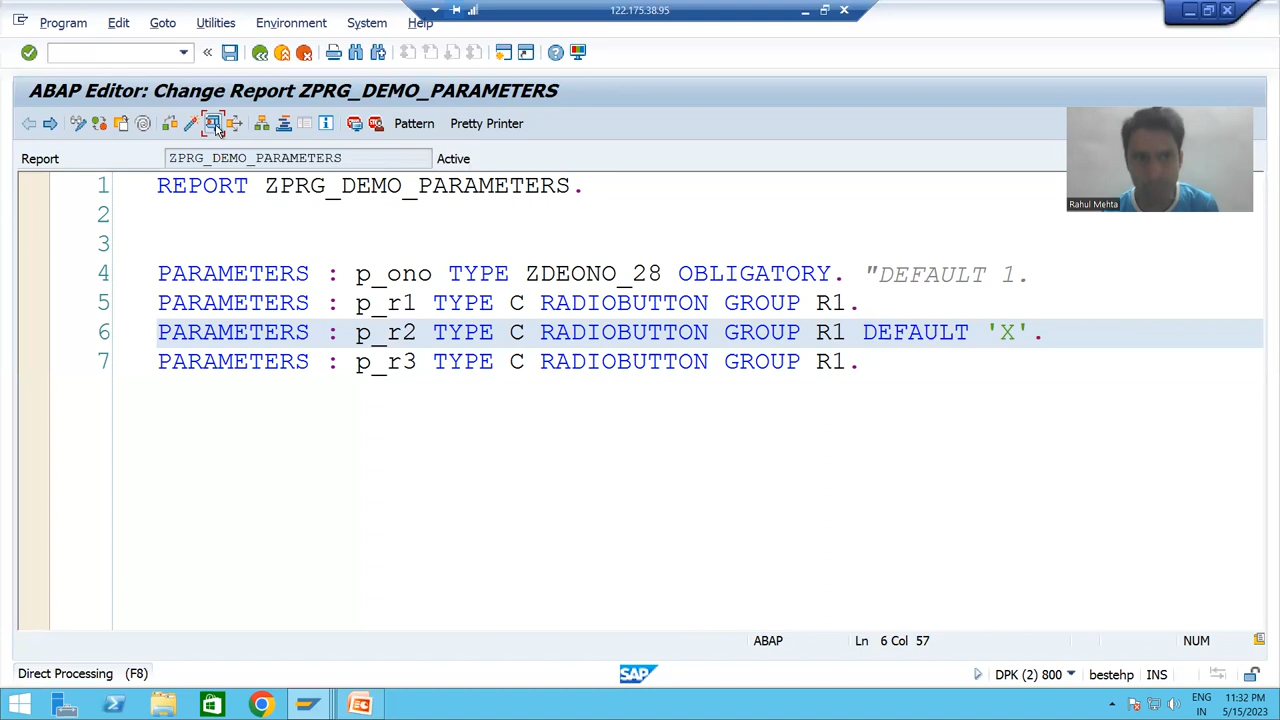 122.175.38.95
Program Edit Goto Utilities Environment System Help
ABAP Editor: Change Report ZPRG_DEMO_PARAMETERS
Pattern Pretty Printer
Report ZPRG_DEMO_PARAMETERS Active
1 REPORT ZPRG_DEMO_PARAMETERS.
2
3
4 PARAMETERS : p_ono TYPE ZDEONO_28 OBLIGATORY. "DEFAULT 1.
5 PARAMETERS : p_r1 TYPE C RADIOBUTTON GROUP R1.
6 PARAMETERS : p_r2 TYPE C RADIOBUTTON GROUP R1 DEFAULT 'X'.
7 PARAMETERS : p_r3 TYPE C RADIOBUTTON GROUP R1.
Rahul Mehta
ABAP Ln 6 Col 57 NUM
Direct Processing (F8) SAP DPK (2) 800 bestehp INS
ENG 11:32 PM
IN 5/15/2023